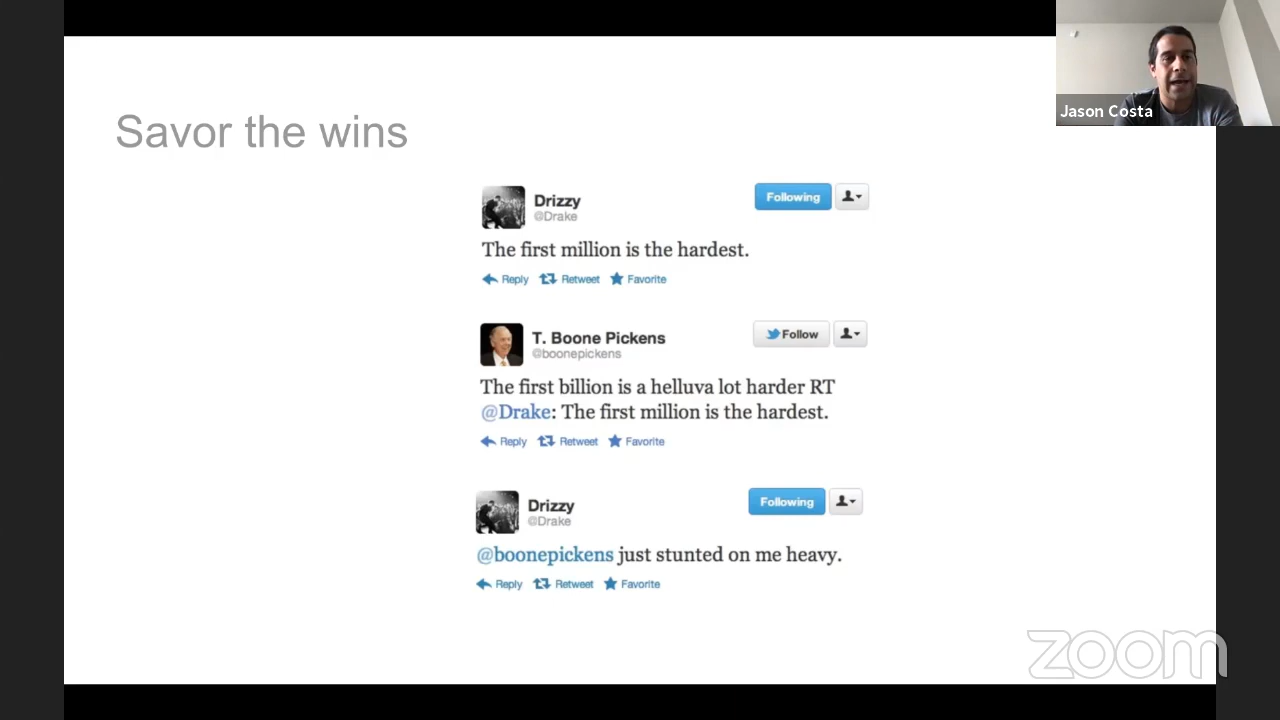 Jason Costa
Savor the wins
Drizzy
@Drake
Following
The first million is the hardest.
Reply Retweet Favorite
T. Boone Pickens
@boonepickens
Follow
The first billion is a helluva lot harder RT
@Drake: The first million is the hardest.
Reply Retweet Favorite
Drizzy
@Drake
Following
@boonepickens just stunted on me heavy.
Reply Retweet Favorite
zoom